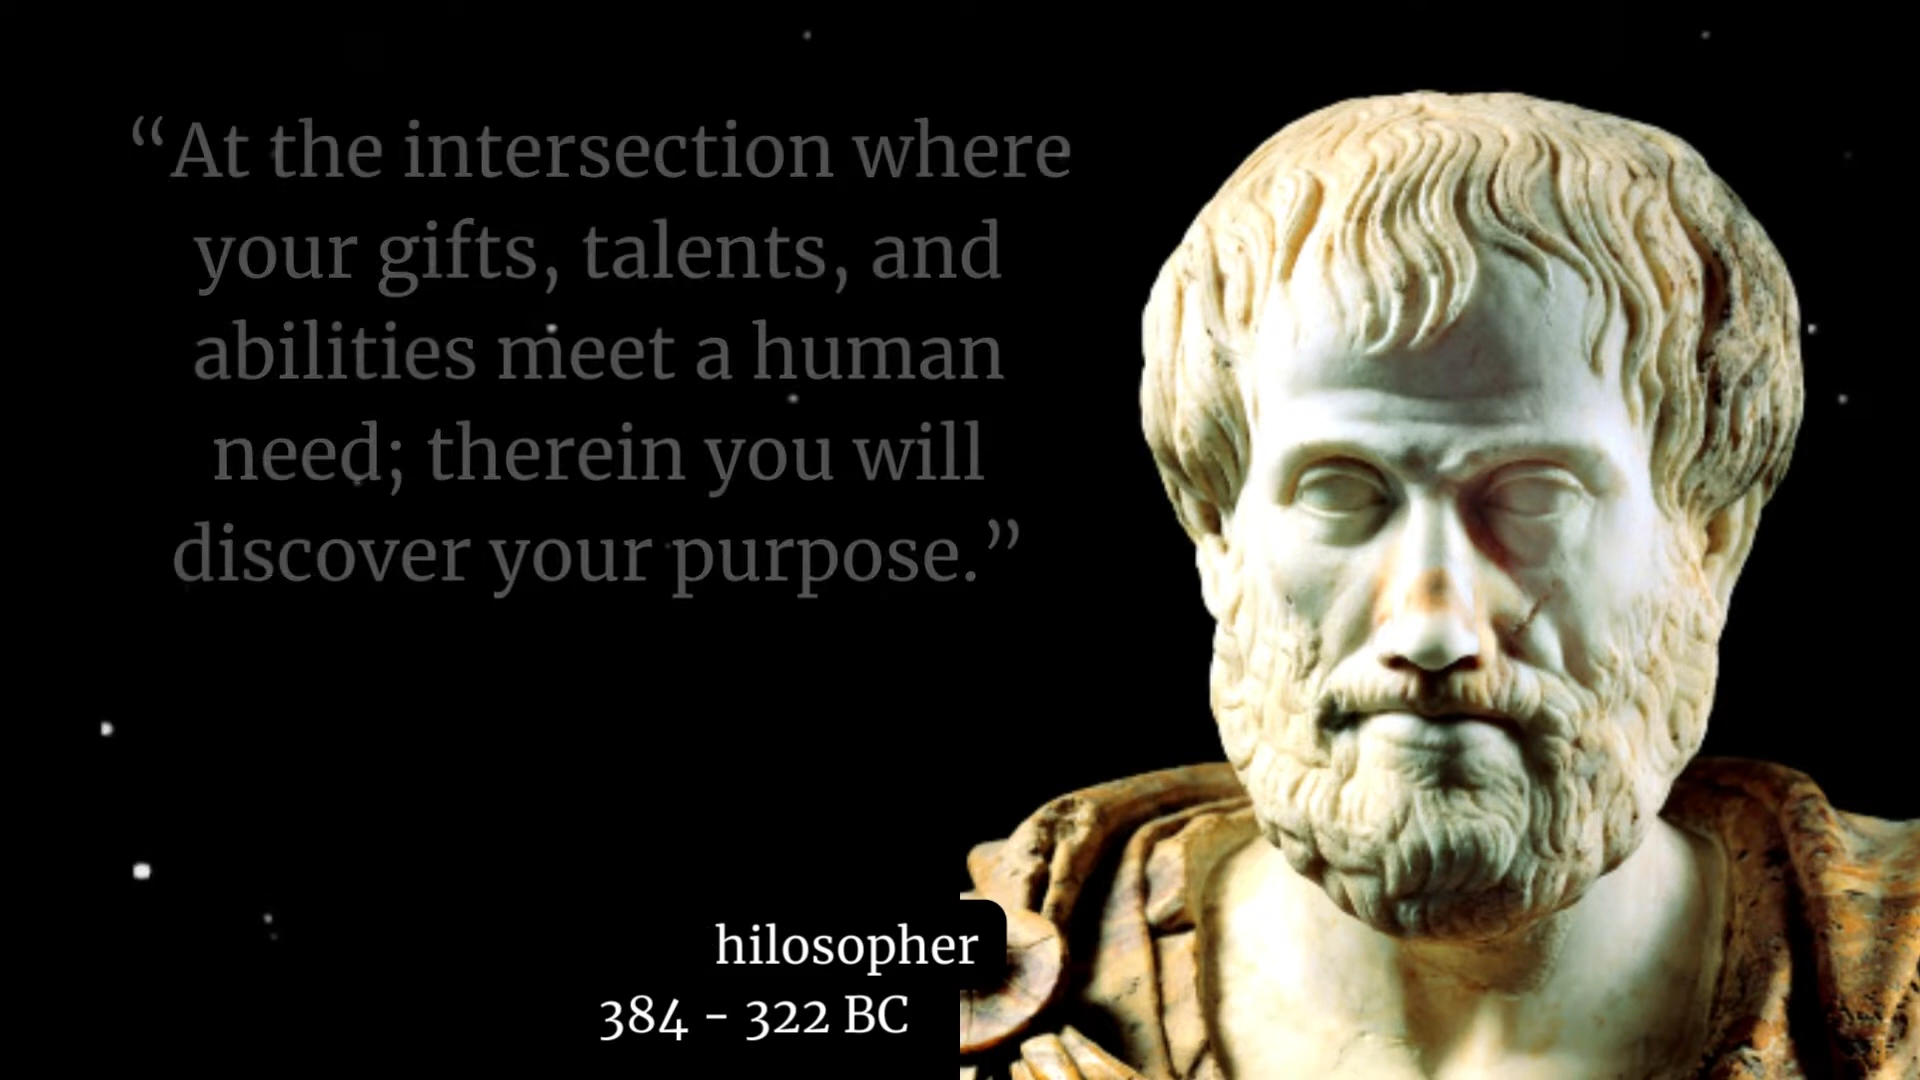 “At the intersection where
your gifts, talents, and
abilities meet a human
need; therein you will
discover your purpose.”
hilosopher
384 - 322 BC